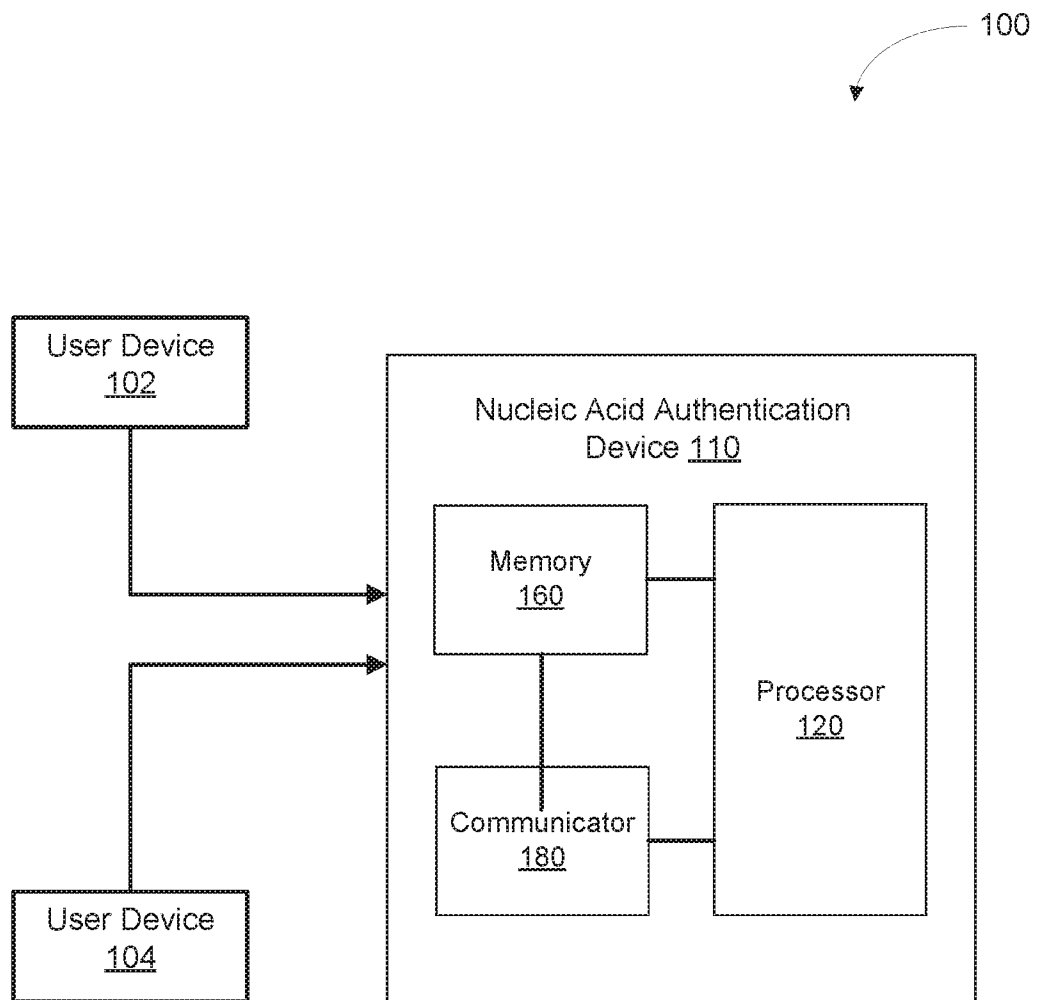 100
User Device
102
Nucleic Acid Authentication
Device 110
Memory
160
Processor
120
Communicator
180
User Device
104